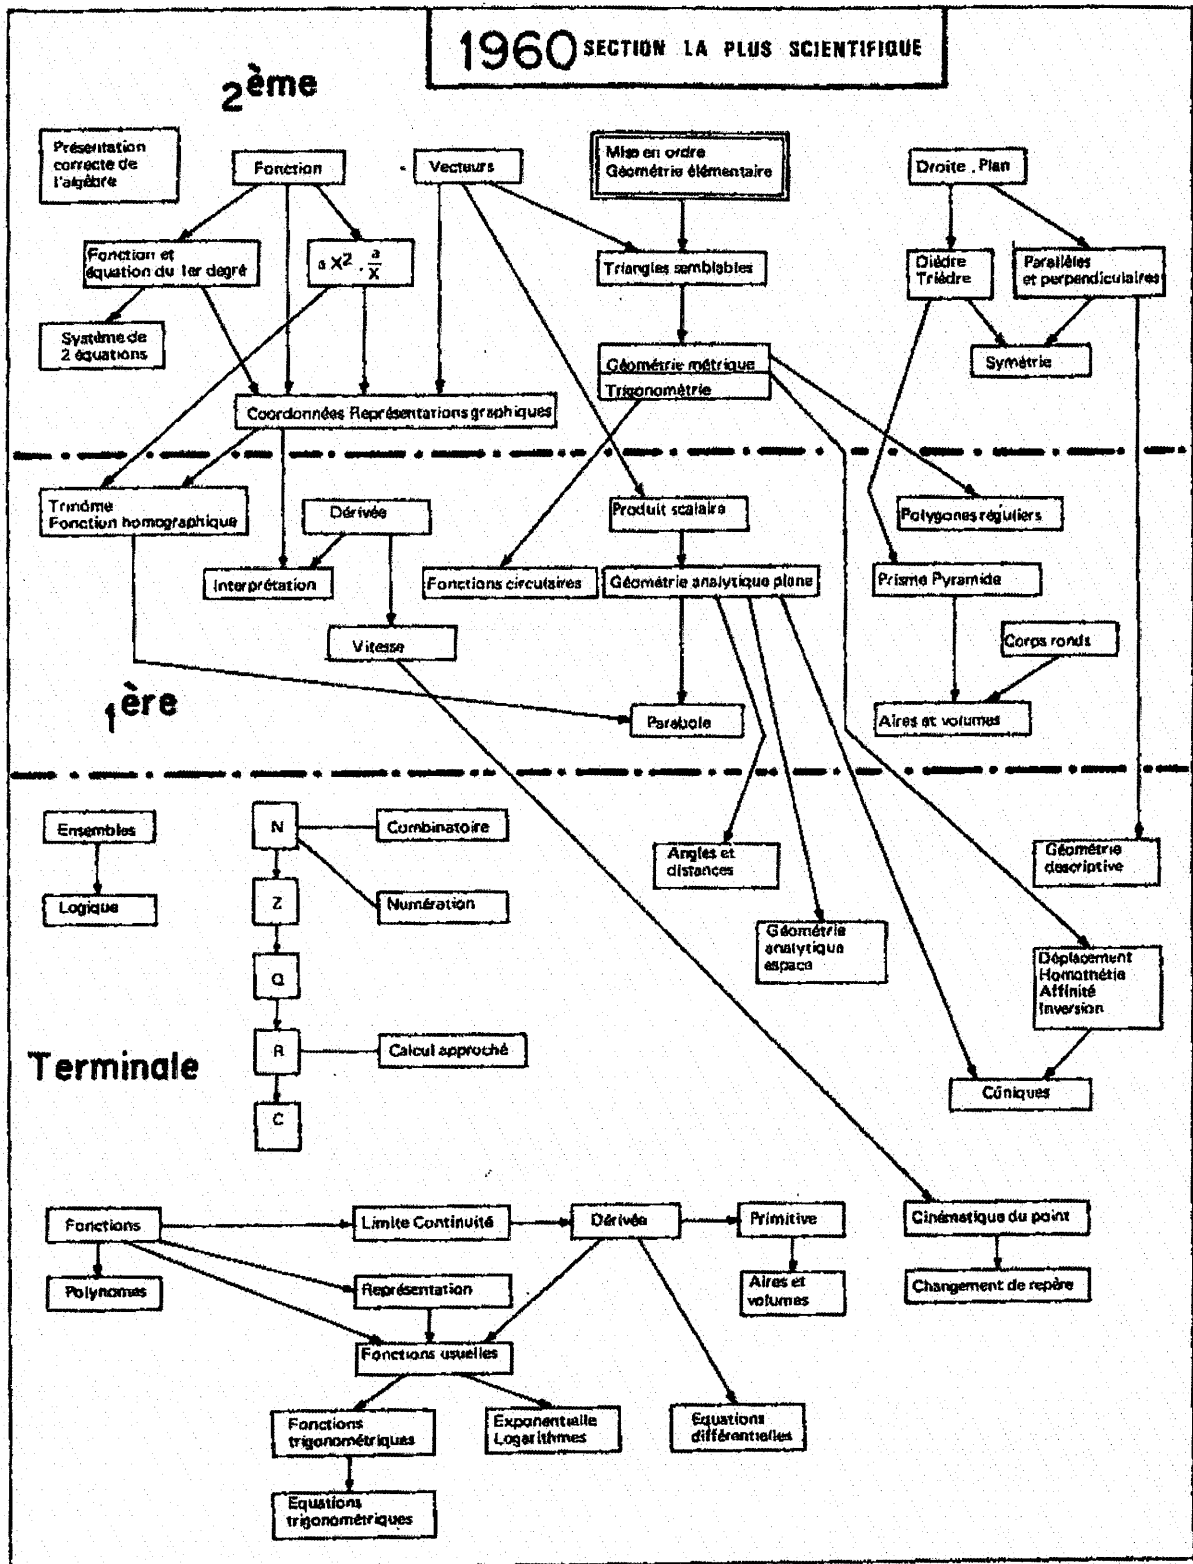 1960 SECTION LA PLUS SCIENTIFIQUE
2ème
Présentation
correcte de
l'algèbre
Fonction
Vecteurs
Mise en ordre
Géométrie élémentaire
Droite . Plan
Fonction et
équation du 1er degré
a X² . a/X
Triangles semblables
Dièdre
Trièdre
Parallèles
et perpendiculaires
Système de
2 équations
Géométrie métrique
Trigonométrie
Symétrie
Coordonnées Représentations graphiques
Trinôme
Fonction homographique
Dérivée
Produit scalaire
Polygones réguliers
Interprétation
Fonctions circulaires
Géométrie analytique plane
Prisme Pyramide
Vitesse
Corps ronds
1ère
Parabole
Aires et volumes
Ensembles
N
Combinatoire
Angles et
distances
Géométrie
descriptive
Logique
Z
Numération
Géométrie
analytique
espace
Déplacement
Homothétie
Affinité
Inversion
Q
Terminale
R
Calcul approché
Côniques
C
Fonctions
Limite Continuité
Dérivée
Primitive
Cinématique du point
Polynomes
Représentation
Aires et
volumes
Changement de repère
Fonctions usuelles
Fonctions
trigonométriques
Exponentielle
Logarithmes
Equations
différentielles
Equations
trigonométriques